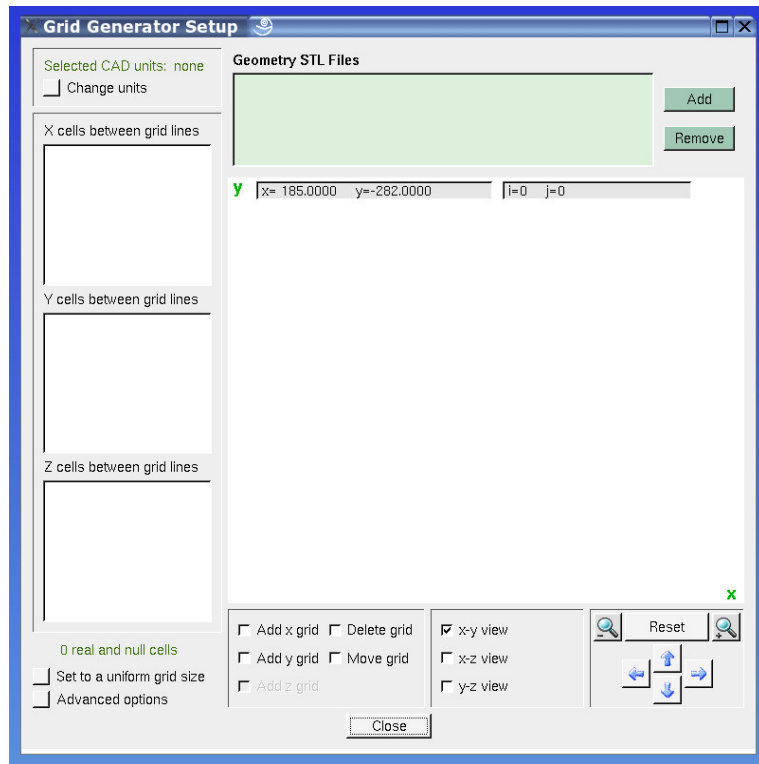 Grid Generator Setup
Selected CAD units: none
Change units
Geometry STL Files
Add
Remove
X cells between grid lines
y
x= 185.0000 y=-282.0000
i=0 j=0
Y cells between grid lines
Z cells between grid lines
x
0 real and null cells
Set to a uniform grid size
Advanced options
Add x grid
Delete grid
Add y grid
Move grid
Add z grid
x-y view
x-z view
y-z view
Reset
Close